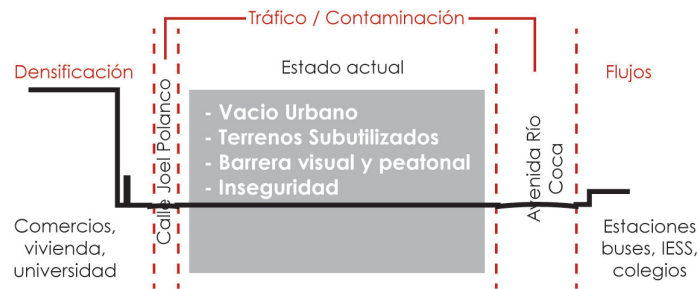 Tráfico / Contaminación
Densificación
Estado actual
Flujos
Calle Joel Polanco
- Vacio Urbano
- Terrenos Subutilizados
- Barrera visual y peatonal
- Inseguridad
Avenida Río
Coca
Comercios,
vivienda,
universidad
Estaciones
buses, IESS,
colegios